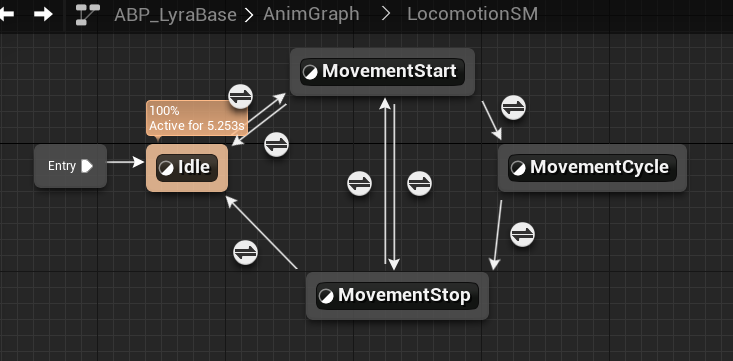 ABP_LyraBase > AnimGraph > LocomotionSM
MovementStart
100%
Active for 5.253s
Entry
Idle
MovementCycle
MovementStop